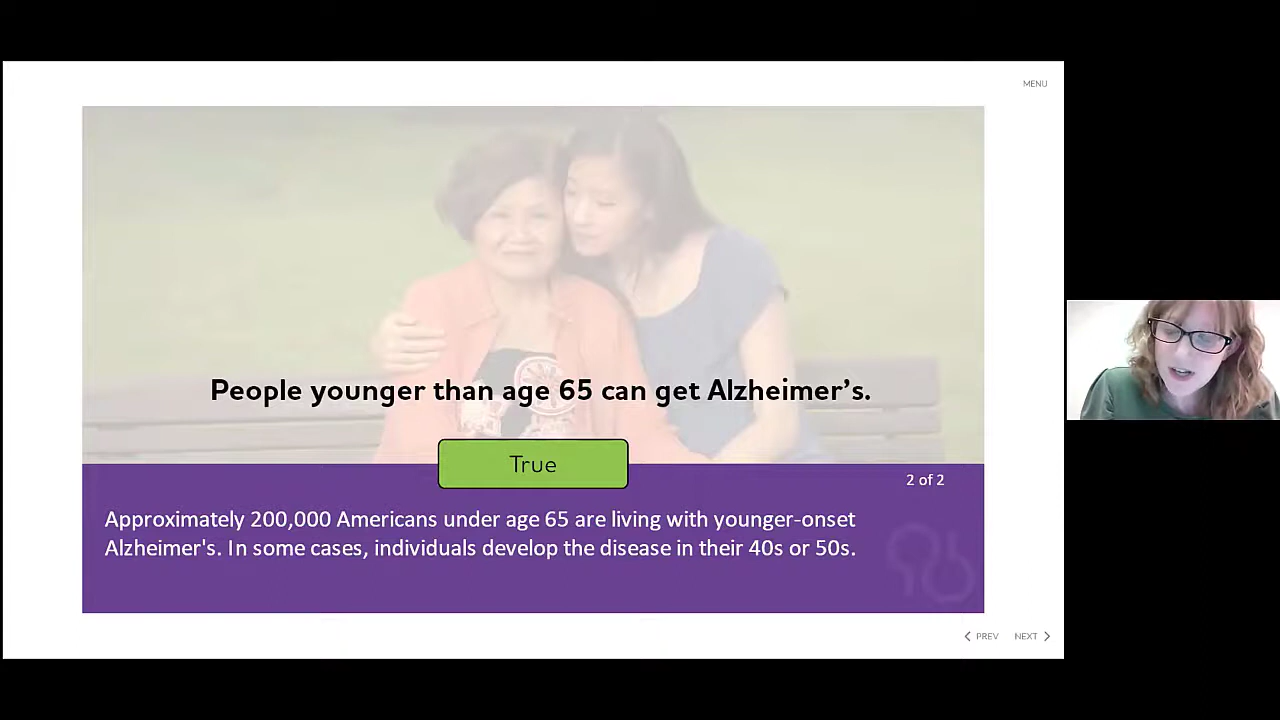 MENU
People younger than age 65 can get Alzheimer’s.
True
2 of 2
Approximately 200,000 Americans under age 65 are living with younger-onset
Alzheimer's. In some cases, individuals develop the disease in their 40s or 50s.
PREV NEXT